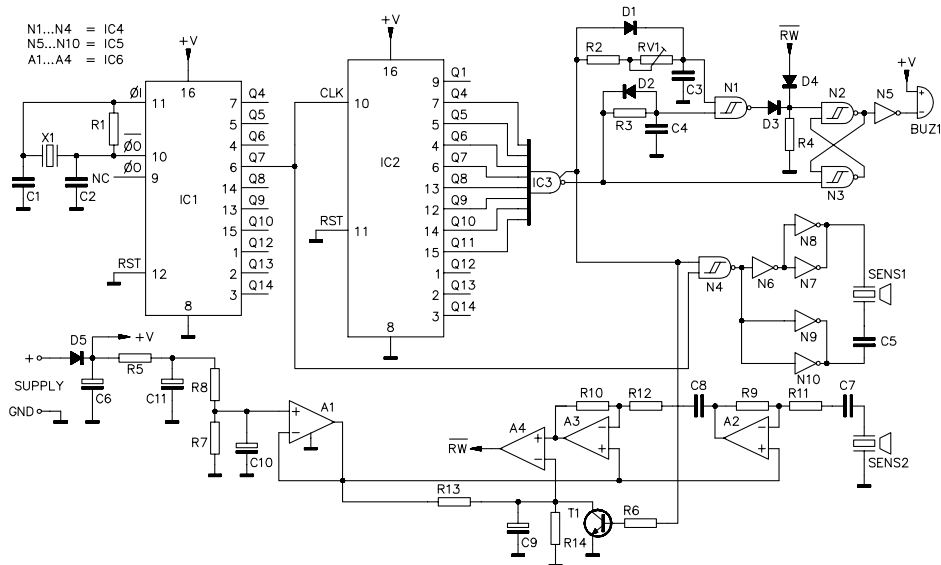 N1...N4 = IC4
N5...N10 = IC5
A1...A4 = IC6
+V
16
ØI
11
R1
X1
ØO
10
ØO
NC
9
C1
C2
IC1
RST
12
8
7
Q4
5
Q5
4
Q6
6
Q7
14
Q8
13
Q9
15
Q10
1
Q12
2
Q13
3
Q14
+V
16
CLK
10
IC2
RST
11
8
9
Q1
7
Q4
5
Q5
4
Q6
6
Q7
13
Q8
12
Q9
14
Q10
15
Q11
1
Q12
2
Q13
3
Q14
IC3
D1
R2
RV1
C3
D2
R3
C4
N1
RW
D4
D3
R4
N2
N3
N5
+V
+
−
BUZ1
N4
N6
N8
N7
N9
N10
SENS1
C5
+
D5
+V
SUPPLY
GND
C6
R5
C11
R8
R7
C10
+
−
A1
RW
A4
+
−
A3
−
+
R10
R12
C8
R9
A2
−
+
R11
C7
SENS2
R13
C9
R14
T1
R6